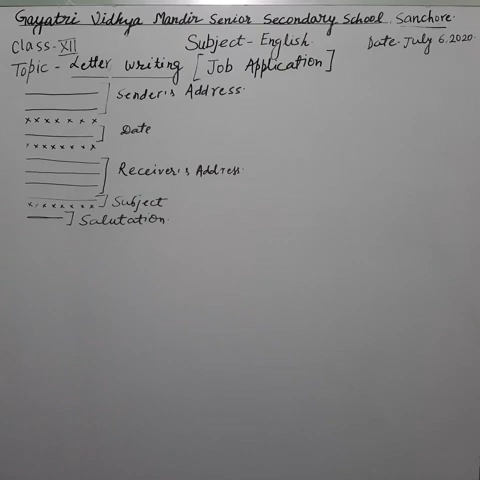 Gayatri Vidhya Mandir Senior Secondary School, Sanchore.
Class-XII Subject- English. Date. July 6.2020.
Topic - Letter Writing [Job Application]
Sender's Address.
x x x x x x x
Date
x x x x x x x
Receiver's Address.
x x x x x x x Subject
Salutation.